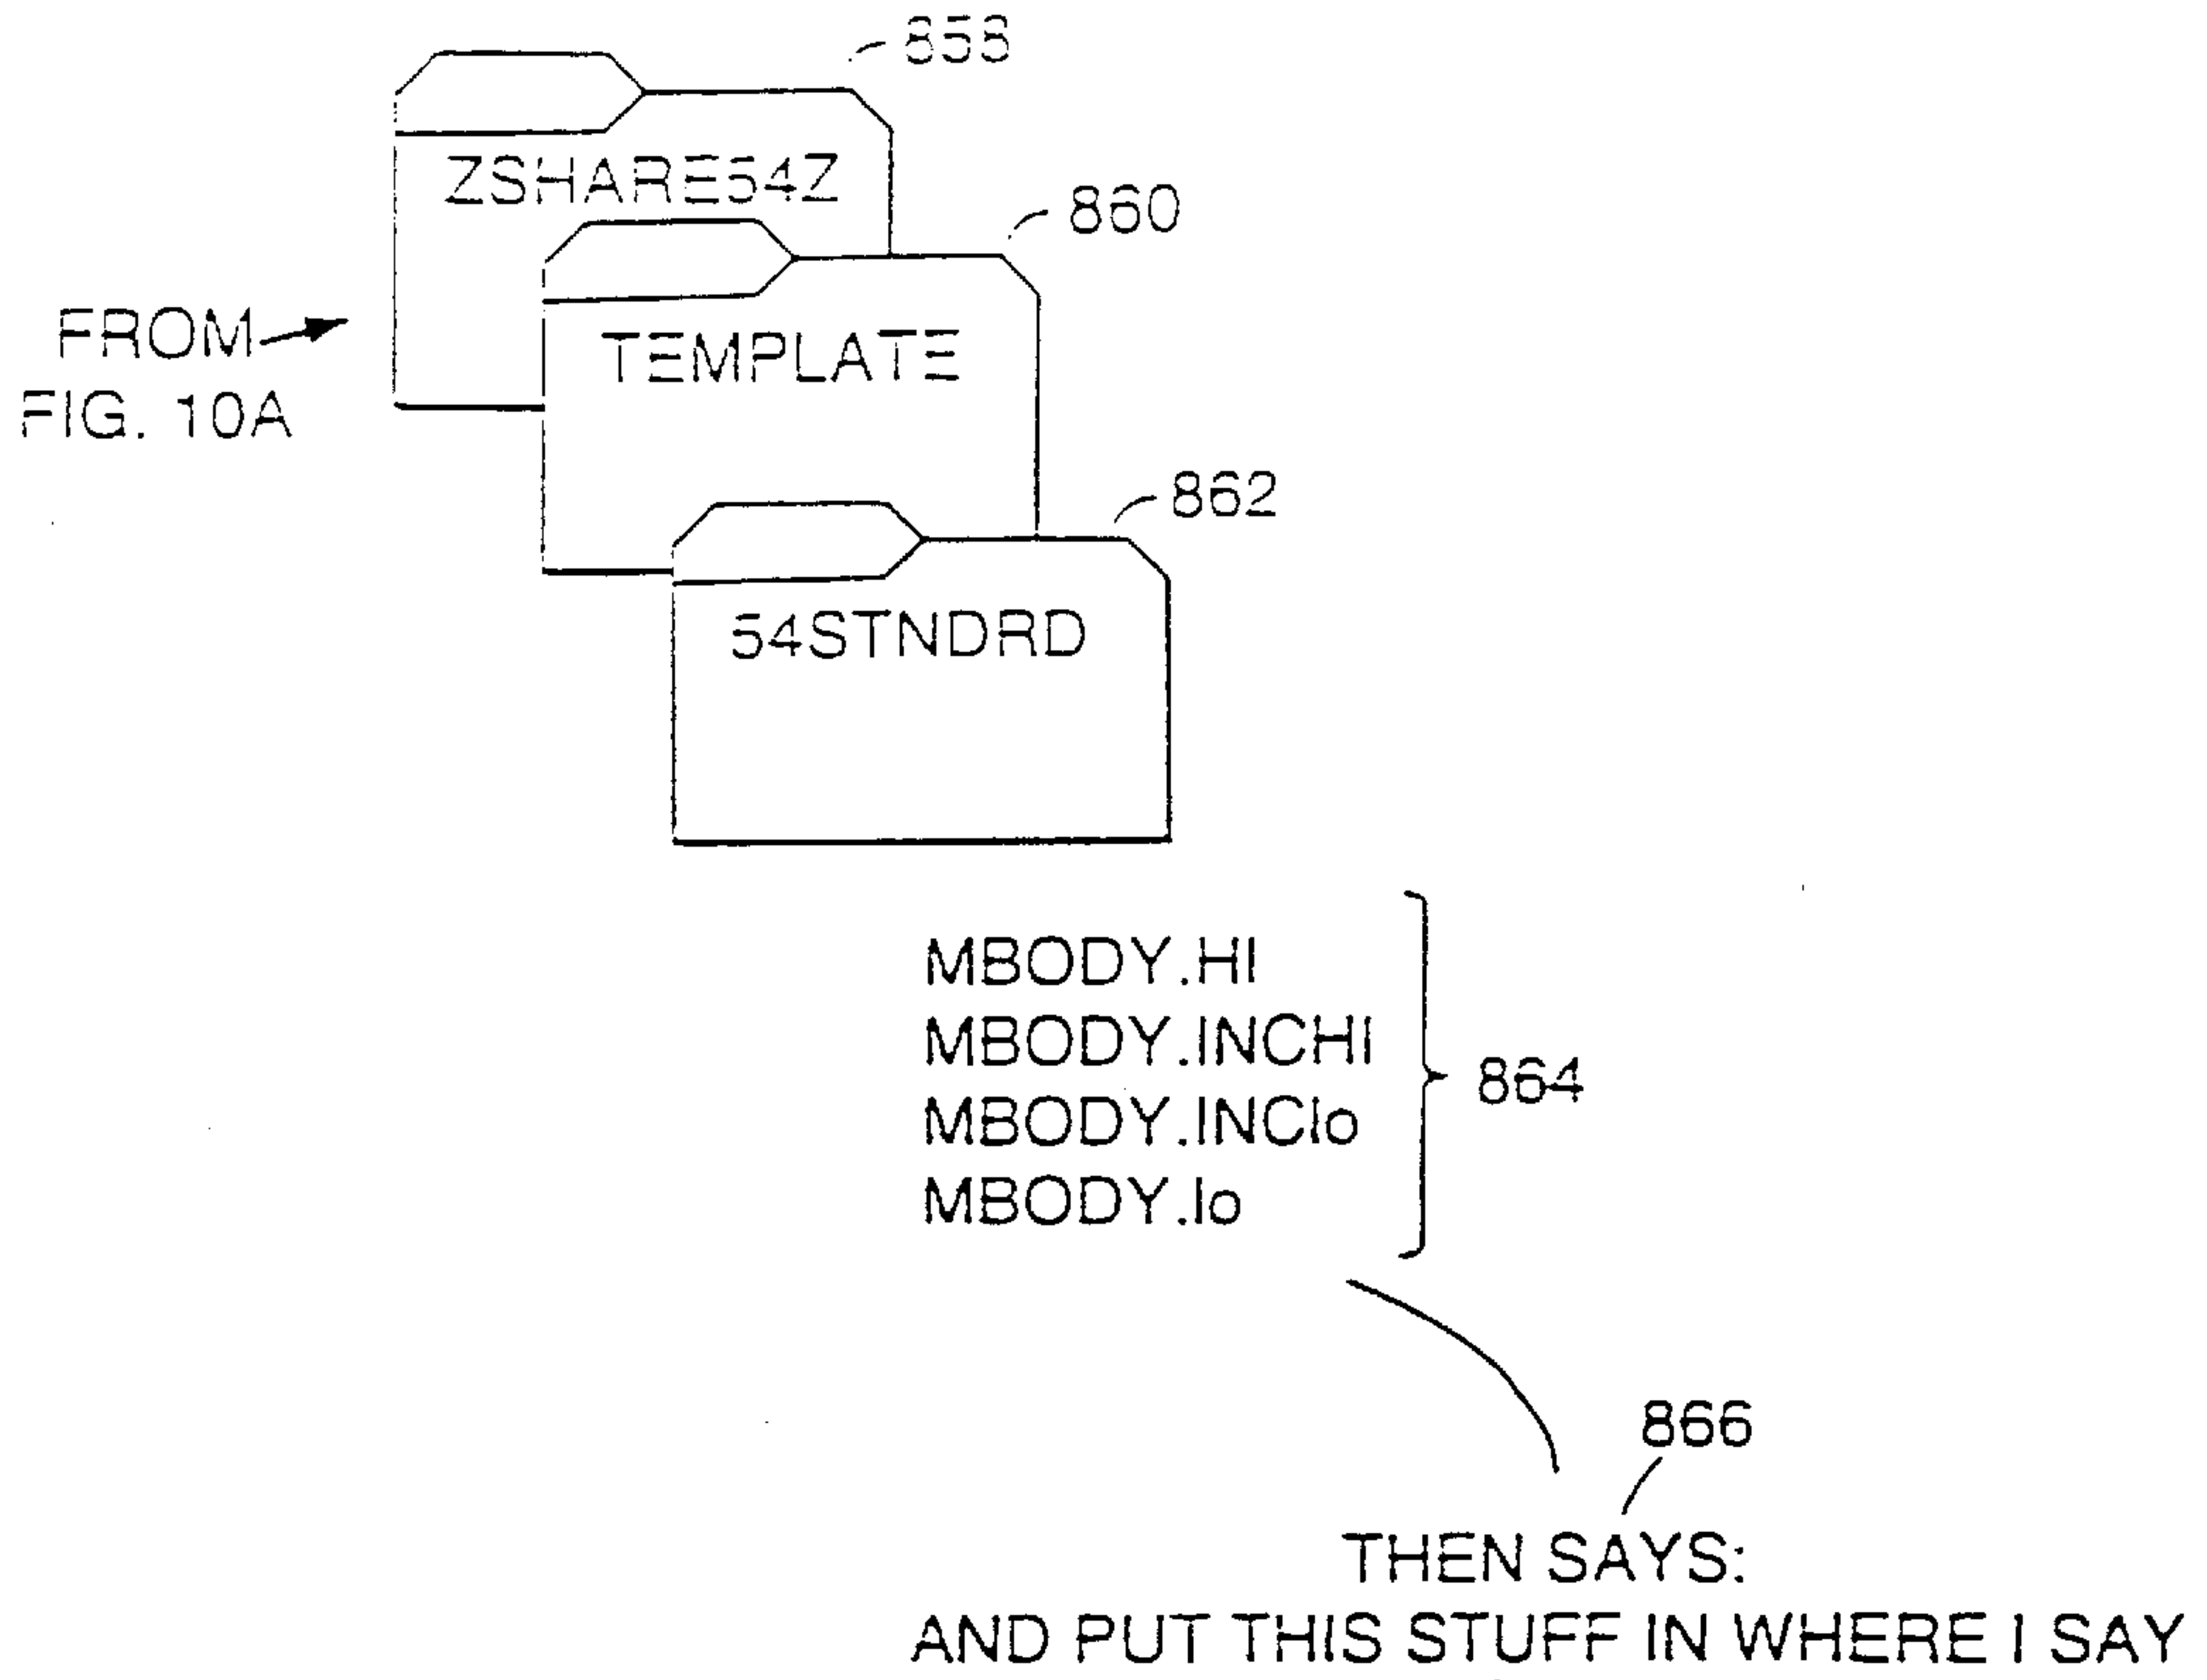 858
ZSHARE54Z
860
FROM
TEMPLATE
FIG. 10A
862
54STNDRD
MBODY.HI
MBODY.INCHI
864
MBODY.INClo
MBODY.lo
866
THEN SAYS:
AND PUT THIS STUFF IN WHERE I SAY